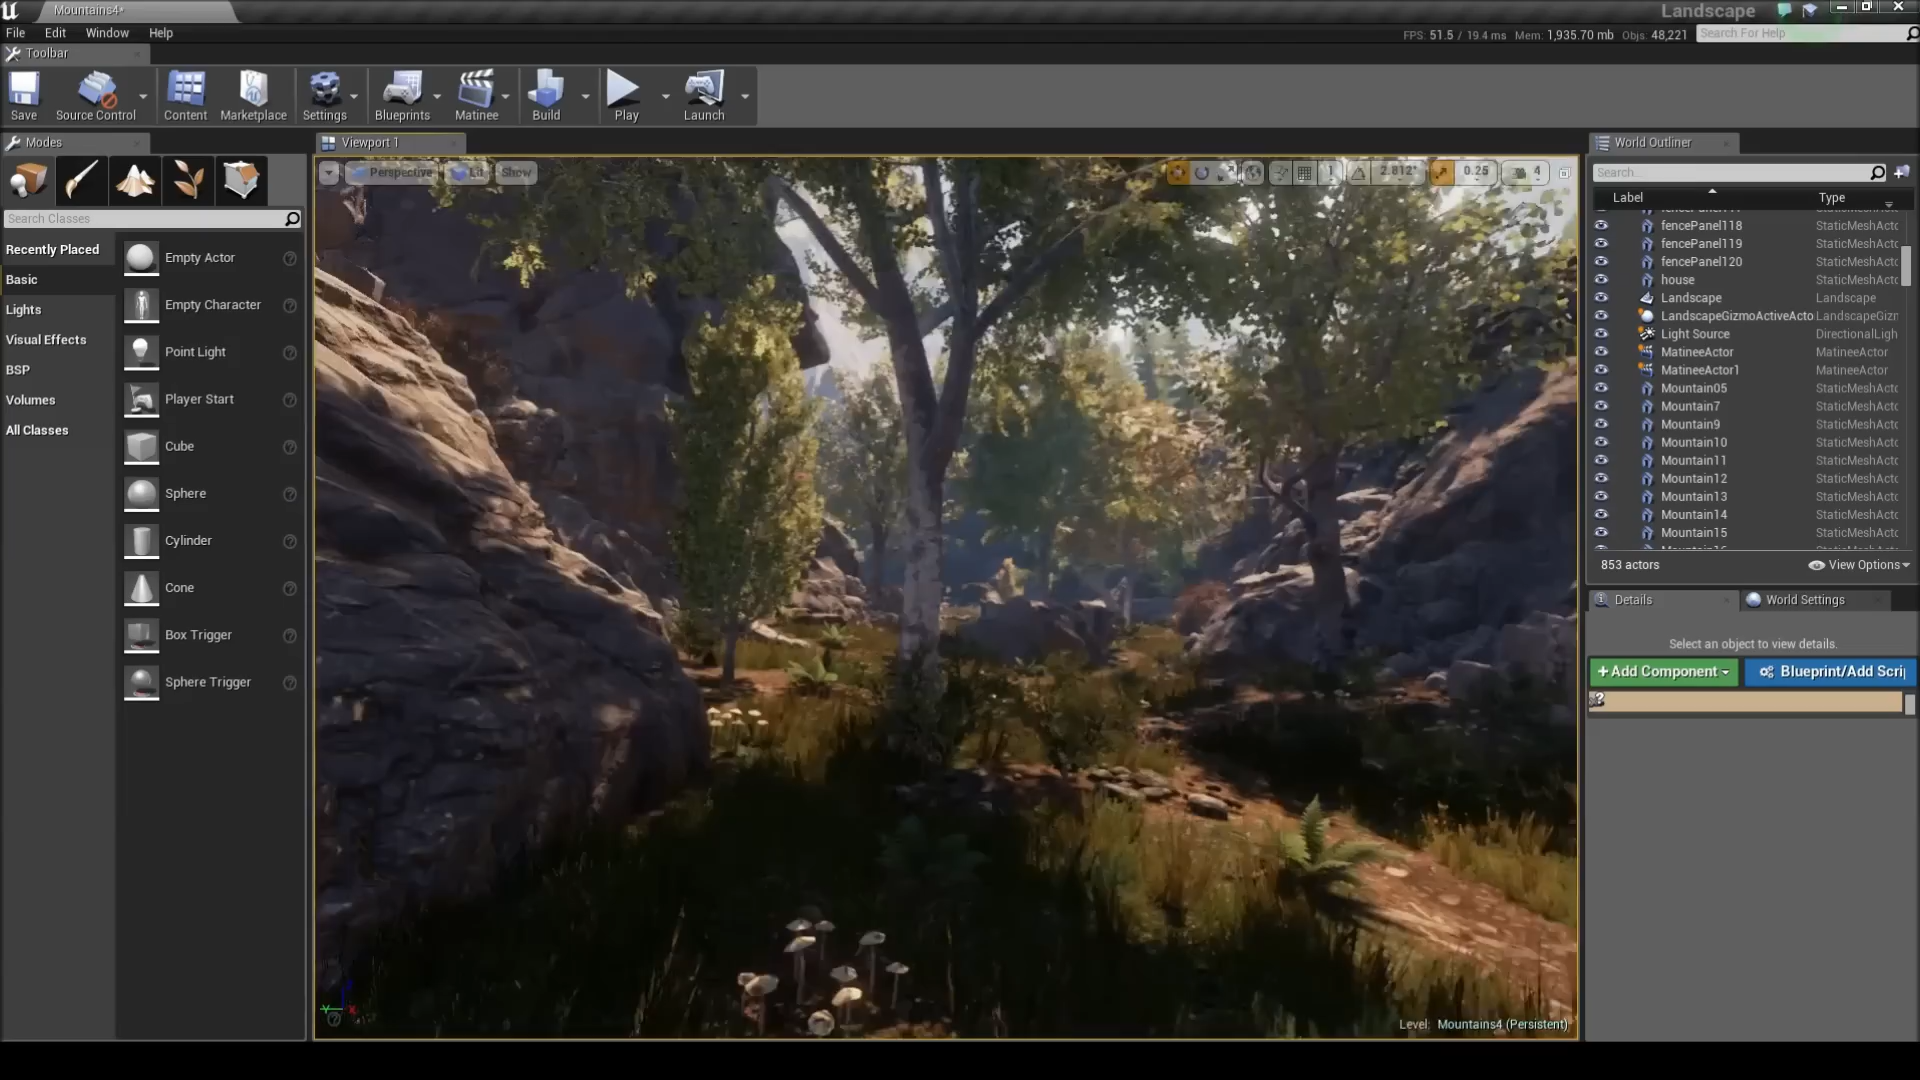 Mountains4*
Landscape
File Edit Window Help
FPS: 51.5 / 19.4 ms Mem: 1,935.70 mb Objs: 48,221
Search For Help
Toolbar
Save
Source Control
Content
Marketplace
Settings
Blueprints
Matinee
Build
Play
Launch
Modes
Search Classes
Recently Placed
Basic
Lights
Visual Effects
BSP
Volumes
All Classes
Empty Actor
Empty Character
Point Light
Player Start
Cube
Sphere
Cylinder
Cone
Box Trigger
Sphere Trigger
Viewport 1
Perspective Lit Show
1 2.812° 0.25 4
Level: Mountains4 (Persistent)
World Outliner
Search...
Label Type
fencePanel118 StaticMeshActo
fencePanel119 StaticMeshActo
fencePanel120 StaticMeshActo
house StaticMeshActo
Landscape Landscape
LandscapeGizmoActiveActo LandscapeGizm
Light Source DirectionalLigh
MatineeActor MatineeActor
MatineeActor1 MatineeActor
Mountain05 StaticMeshActo
Mountain7 StaticMeshActo
Mountain9 StaticMeshActo
Mountain10 StaticMeshActo
Mountain11 StaticMeshActo
Mountain12 StaticMeshActo
Mountain13 StaticMeshActo
Mountain14 StaticMeshActo
Mountain15 StaticMeshActo
853 actors
View Options
Details
World Settings
Select an object to view details.
+Add Component
Blueprint/Add Scri